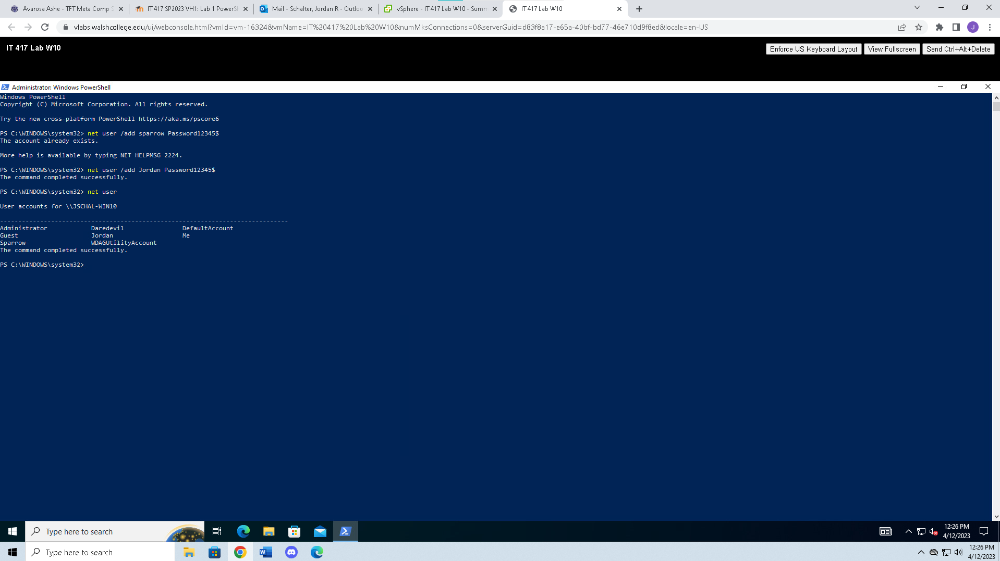 Avarosa Ashe - TFT Meta Comp S
IT417 SP2023 VH1: Lab 1 PowerSh
Mail - Schalter, Jordan R - Outloo
vSphere - IT417 Lab W10 - Summ
IT417 Lab W10
vlabs.walshcollege.edu/ui/webconsole.html?vmId=vm-16324&vmName=IT%20417%20Lab%20W10&numMksConnections=0&serverGuid=d83f8a17-e65a-40bf-bd77-46e710d9f8ed&locale=en-US
J
IT 417 Lab W10
Enforce US Keyboard Layout
View Fullscreen
Send Ctrl+Alt+Delete
Administrator: Windows PowerShell
Windows PowerShell
Copyright (C) Microsoft Corporation. All rights reserved.
Try the new cross-platform PowerShell https://aka.ms/pscore6
PS C:\WINDOWS\system32> net user /add sparrow Password12345$
The account already exists.
More help is available by typing NET HELPMSG 2224.
PS C:\WINDOWS\system32> net user /add Jordan Password12345$
The command completed successfully.
PS C:\WINDOWS\system32> net user
User accounts for \\JSCHAL-WIN10
-------------------------------------------------------------------------------
Administrator Daredevil DefaultAccount
Guest Jordan Me
Sparrow WDAGUtilityAccount
The command completed successfully.
PS C:\WINDOWS\system32>
Type here to search
12:26 PM
4/12/2023
Type here to search
12:26 PM
4/12/2023